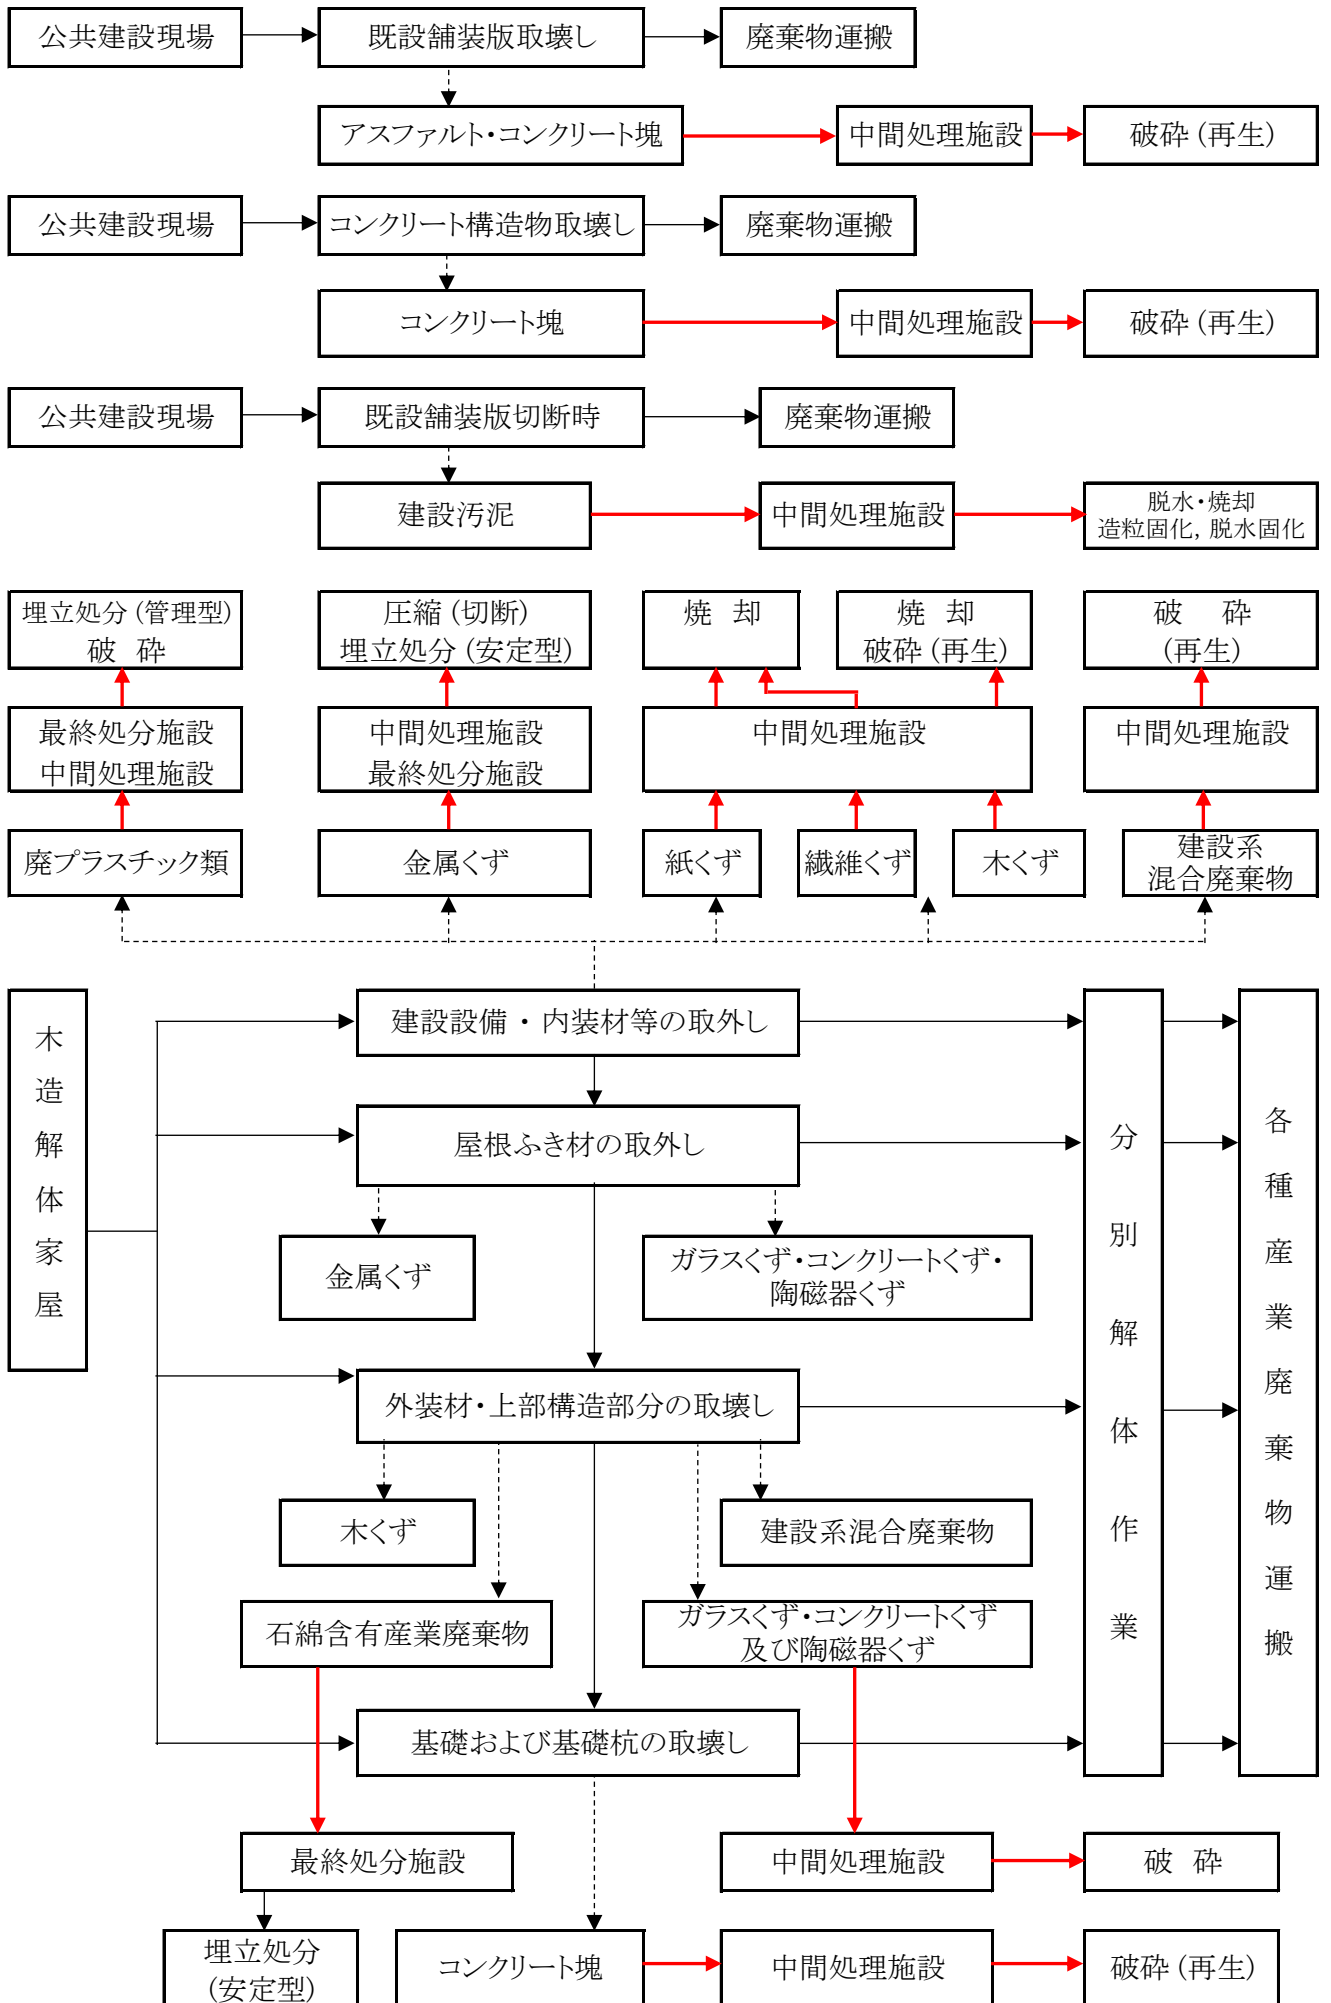 公共建設現場
既設舗装版取壊し
廃棄物運搬
アスファルト・コンクリート塊
中間処理施設
破砕 (再生)
公共建設現場
コンクリート構造物取壊し
廃棄物運搬
コンクリート塊
中間処理施設
破砕 (再生)
公共建設現場
既設舗装版切断時
廃棄物運搬
建設汚泥
中間処理施設
脱水・焼却
造粒固化, 脱水固化
埋立処分 (管理型)
破 砕
圧縮 (切断)
埋立処分 (安定型)
焼 却
焼 却
破砕 (再生)
破 砕
(再生)
最終処分施設
中間処理施設
中間処理施設
最終処分施設
中間処理施設
中間処理施設
廃プラスチック類
金属くず
紙くず
繊維くず
木くず
建設系
混合廃棄物
木造解体家屋
建設設備 ・ 内装材等の取外し
屋根ふき材の取外し
金属くず
ガラスくず・コンクリートくず・
陶磁器くず
外装材・上部構造部分の取壊し
木くず
建設系混合廃棄物
石綿含有産業廃棄物
ガラスくず・コンクリートくず
及び陶磁器くず
基礎および基礎杭の取壊し
分別解体作業
各種産業廃棄物運搬
最終処分施設
中間処理施設
破 砕
埋立処分
(安定型)
コンクリート塊
中間処理施設
破砕 (再生)